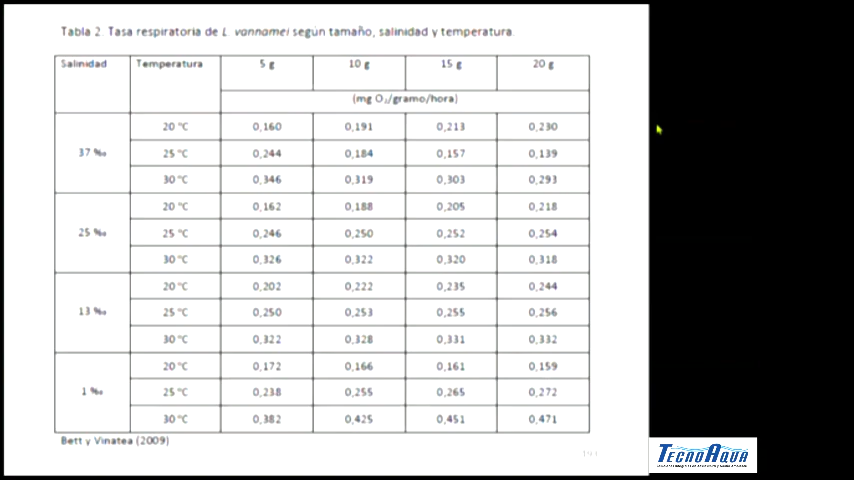 Tabla 2. Tasa respiratoria de L. vannamei según tamaño, salinidad y temperatura.
Salinidad Temperatura 5 g 10 g 15 g 20 g
(mg O₂/gramo/hora)
37 ‰
20 °C 0,160 0,191 0,213 0,230
25 °C 0,244 0,184 0,157 0,139
30 °C 0,346 0,319 0,303 0,293
25 ‰
20 °C 0,162 0,188 0,205 0,218
25 °C 0,246 0,250 0,252 0,254
30 °C 0,326 0,322 0,320 0,318
13 ‰
20 °C 0,202 0,222 0,235 0,244
25 °C 0,250 0,253 0,255 0,256
30 °C 0,322 0,328 0,331 0,332
1 ‰
20 °C 0,172 0,166 0,161 0,159
25 °C 0,238 0,255 0,265 0,272
30 °C 0,382 0,425 0,451 0,471
Bett y Vinatea (2009)
TECNOAQUA